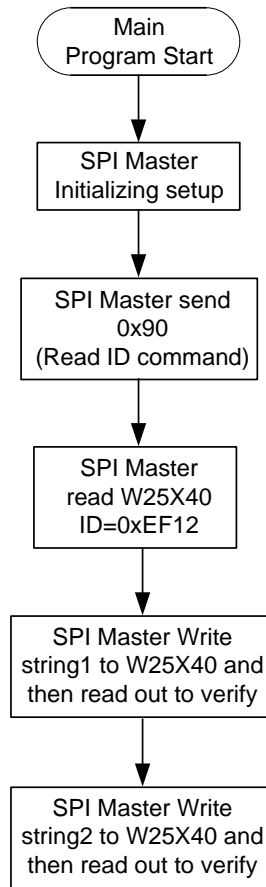 Main
Program Start
SPI Master
Initializing setup
SPI Master send
0x90
(Read ID command)
SPI Master
read W25X40
ID=0xEF12
SPI Master Write
string1 to W25X40 and
then read out to verify
SPI Master Write
string2 to W25X40 and
then read out to verify